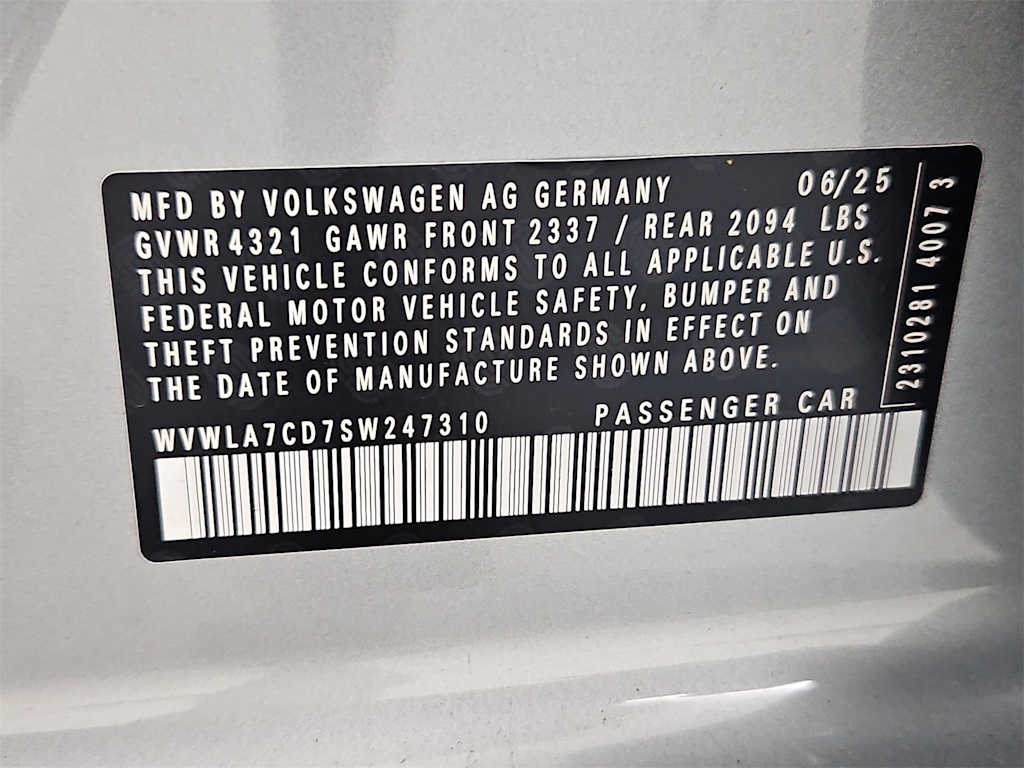 MFD BY VOLKSWAGEN AG GERMANY 06/25
GVWR 4321 GAWR FRONT 2337 / REAR 2094 LBS
THIS VEHICLE CONFORMS TO ALL APPLICABLE U.S.
FEDERAL MOTOR VEHICLE SAFETY, BUMPER AND
THEFT PREVENTION STANDARDS IN EFFECT ON
THE DATE OF MANUFACTURE SHOWN ABOVE.
WVWLA7CD7SW247310 PASSENGER CAR
2310281 4007 3